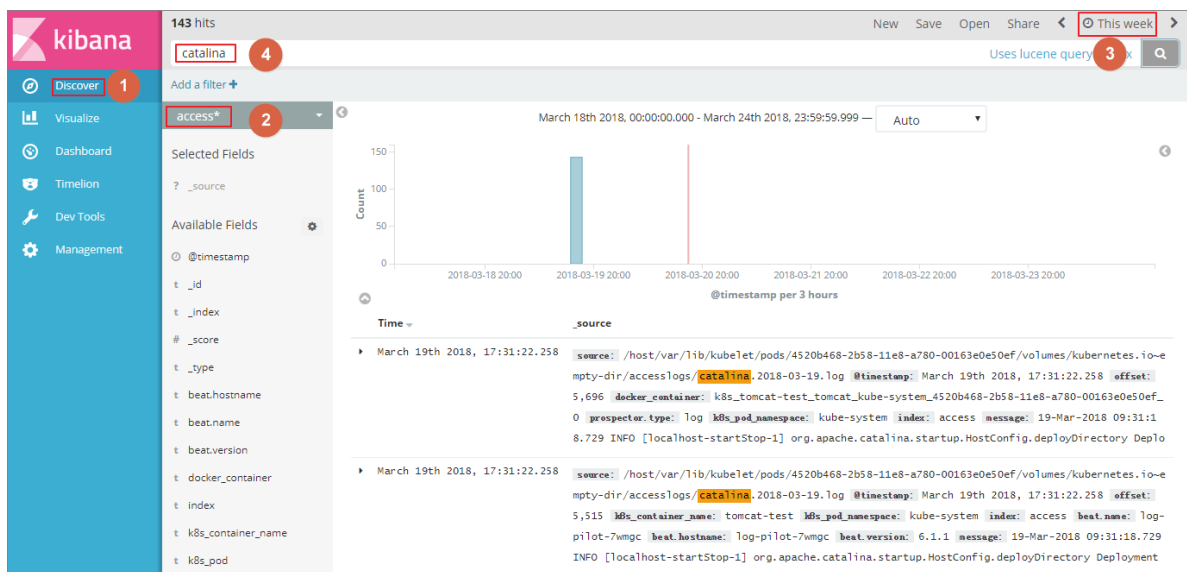 kibana
Discover 1
Visualize
Dashboard
Timelion
Dev Tools
Management
143 hits
New Save Open Share This week
catalina 4
Uses lucene query 3 x
Add a filter
access* 2
Selected Fields
? _source
Available Fields
@timestamp
t _id
t _index
# _score
t _type
t beat.hostname
t beat.name
t beat.version
t docker_container
t index
t k8s_container_name
t k8s_pod
March 18th 2018, 00:00:00.000 - March 24th 2018, 23:59:59.999 — Auto
150
100
50
0
Count
2018-03-18 20:00 2018-03-19 20:00 2018-03-20 20:00 2018-03-21 20:00 2018-03-22 20:00 2018-03-23 20:00
@timestamp per 3 hours
Time _source
March 19th 2018, 17:31:22.258 source: /host/var/lib/kubelet/pods/4520b468-2b58-11e8-a780-00163e0e50ef/volumes/kubernetes.io~e
mpty-dir/accesslogs/catalina.2018-03-19.log @timestamp: March 19th 2018, 17:31:22.258 offset:
5,696 docker_container: k8s_tomcat-test_tomcat_kube-system_4520b468-2b58-11e8-a780-00163e0e50ef_
0 prospector.type: log k8s_pod_namespace: kube-system index: access message: 19-Mar-2018 09:31:1
8.729 INFO [localhost-startStop-1] org.apache.catalina.startup.HostConfig.deployDirectory Deplo
March 19th 2018, 17:31:22.258 source: /host/var/lib/kubelet/pods/4520b468-2b58-11e8-a780-00163e0e50ef/volumes/kubernetes.io~e
mpty-dir/accesslogs/catalina.2018-03-19.log @timestamp: March 19th 2018, 17:31:22.258 offset:
5,515 k8s_container_name: tomcat-test k8s_pod_namespace: kube-system index: access beat.name: log-
pilot-7wmgc beat.hostname: log-pilot-7wmgc beat.version: 6.1.1 message: 19-Mar-2018 09:31:18.729
INFO [localhost-startStop-1] org.apache.catalina.startup.HostConfig.deployDirectory Deployment